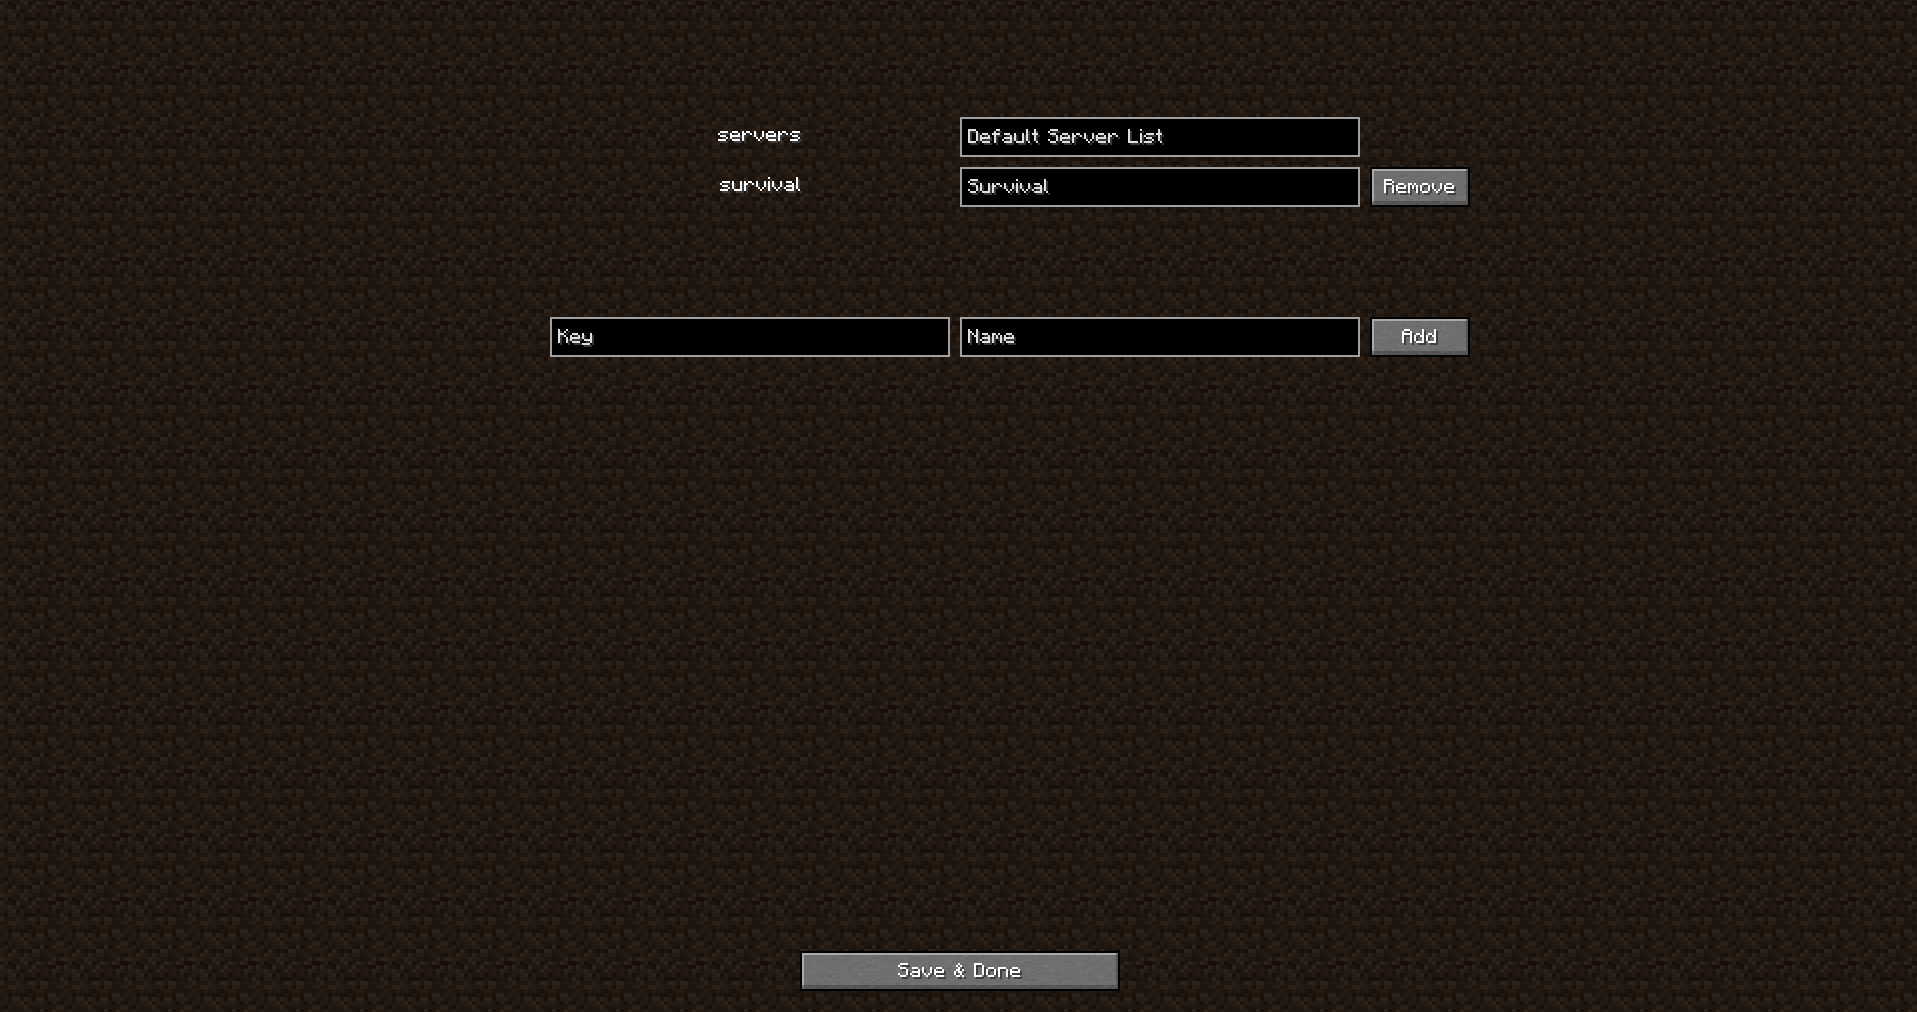 servers
Default Server List
survival
Survival
Remove
Key
Name
Add
Save & Done